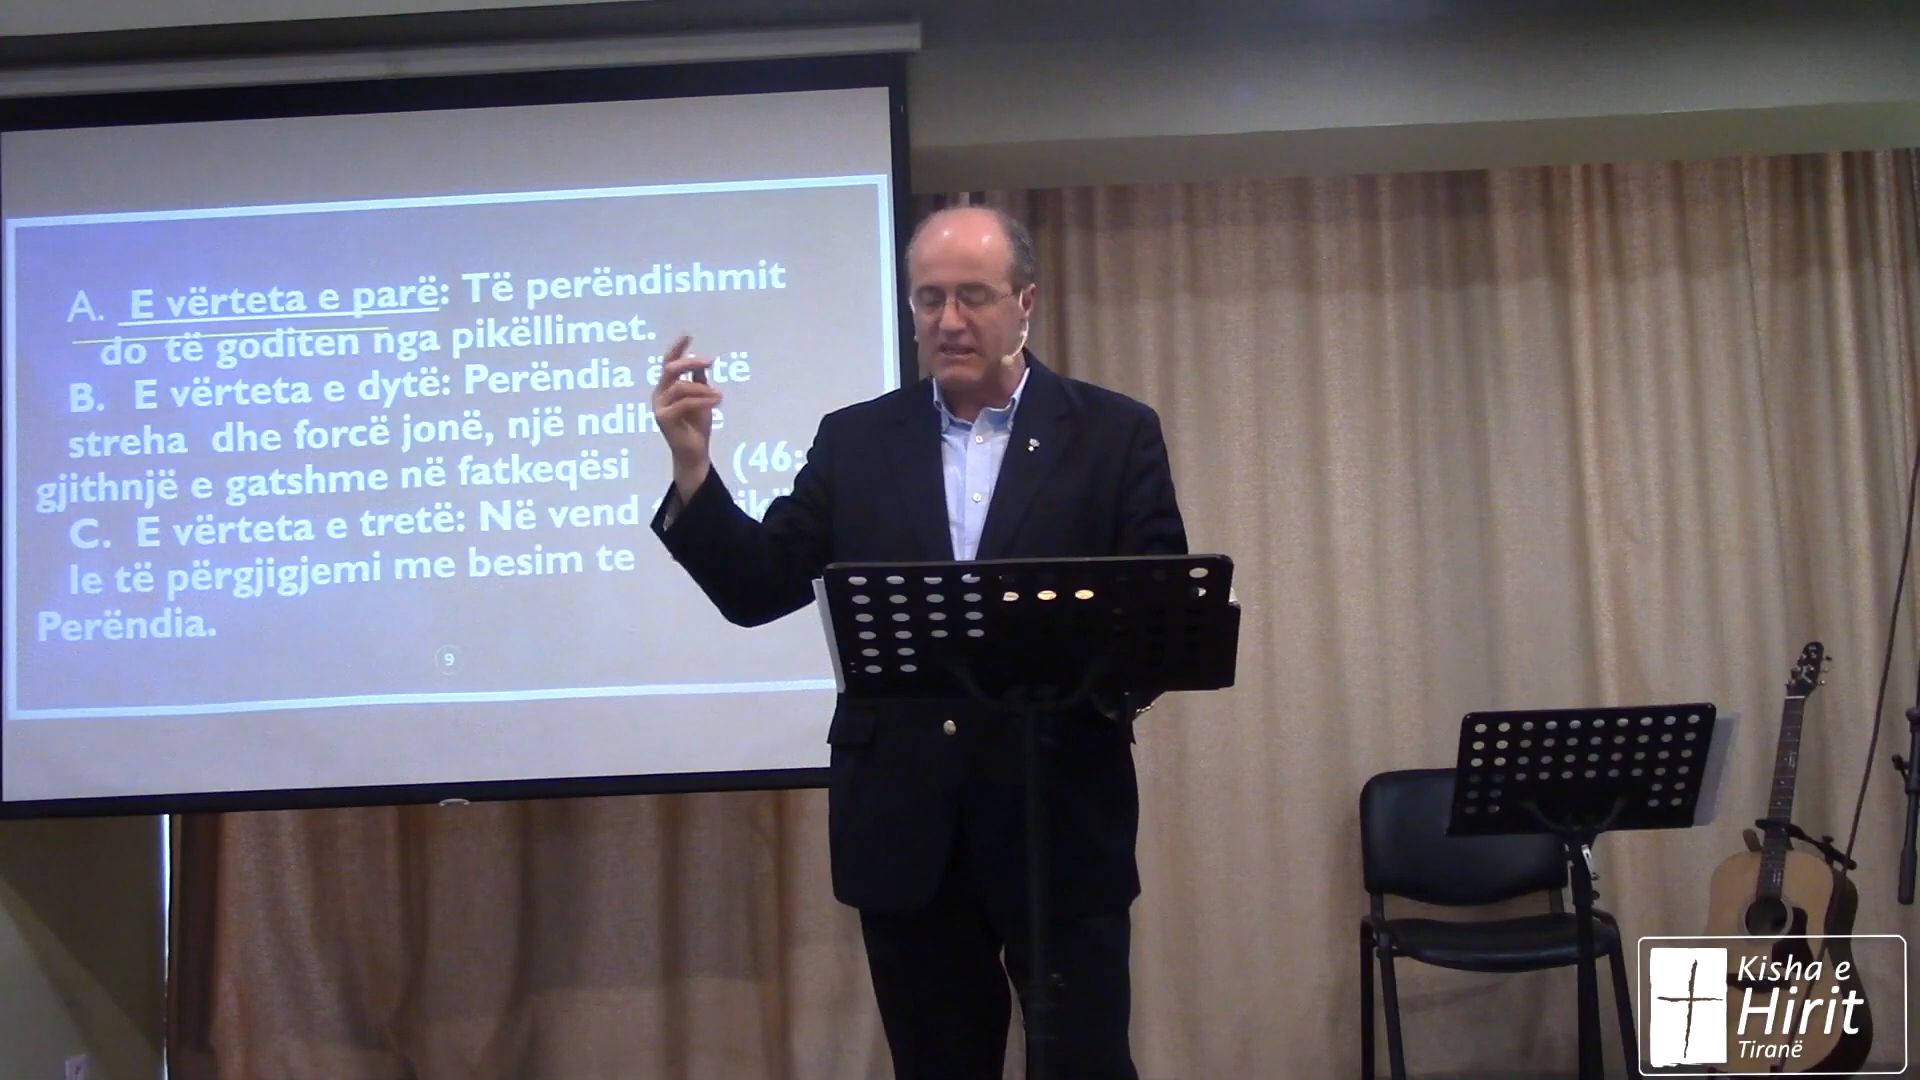 A. E vërteta e parë: Të perëndishmit
do të goditen nga pikëllimet.
B. E vërteta e dytë: Perëndia
streha dhe forcë jonë, një
gjithnjë e gatshme në fatkeqësi (46:
C. E vërteta e tretë: Në vend
le të përgjigjemi me besim te
Perëndia.
9
Kisha e
Hirit
Tiranë